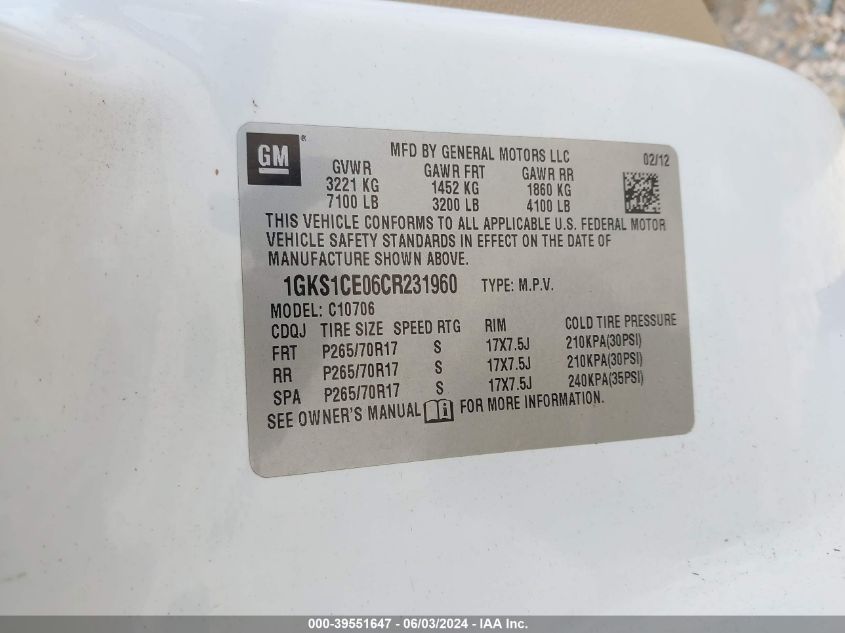 GM ®
MFD BY GENERAL MOTORS LLC 02/12
GVWR GAWR FRT GAWR RR
3221 KG 1452 KG 1860 KG
7100 LB 3200 LB 4100 LB
THIS VEHICLE CONFORMS TO ALL APPLICABLE U.S. FEDERAL MOTOR
VEHICLE SAFETY STANDARDS IN EFFECT ON THE DATE OF
MANUFACTURE SHOWN ABOVE.
1GKS1CE06CR231960 TYPE: M.P.V.
MODEL: C10706
CDQJ TIRE SIZE SPEED RTG RIM COLD TIRE PRESSURE
FRT P265/70R17 S 17X7.5J 210KPA(30PSI)
RR P265/70R17 S 17X7.5J 210KPA(30PSI)
SPA P265/70R17 S 17X7.5J 240KPA(35PSI)
SEE OWNER'S MANUAL FOR MORE INFORMATION.
000-39551647 - 06/03/2024 - IAA Inc.